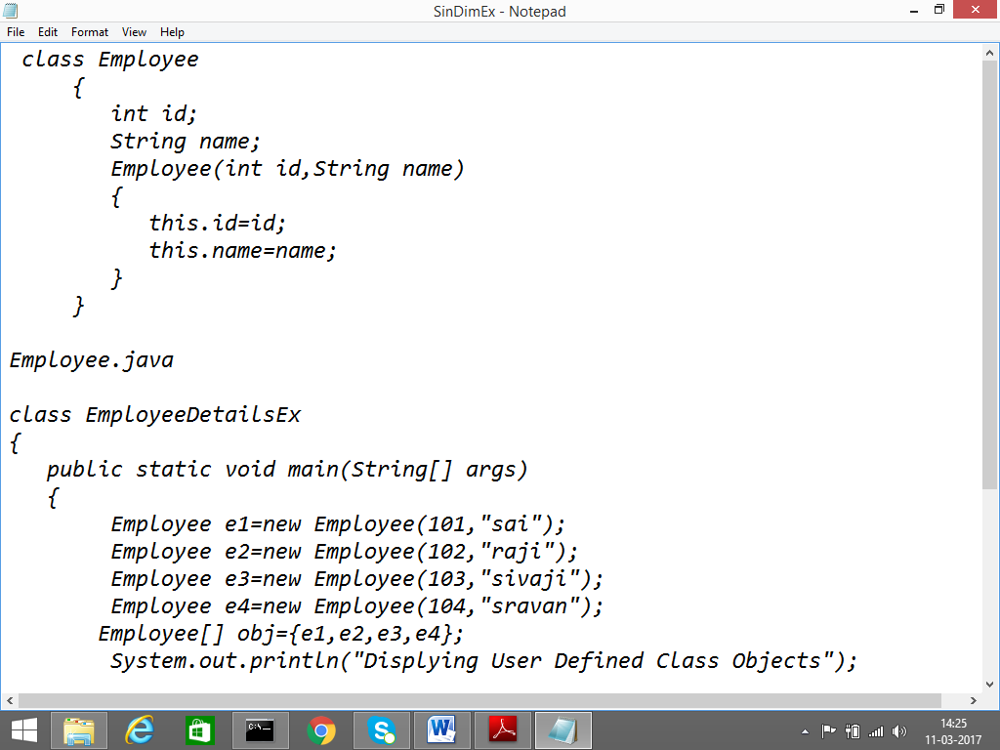 SinDimEx - Notepad
File Edit Format View Help
class Employee
{
int id;
String name;
Employee(int id,String name)
{
this.id=id;
this.name=name;
}
}
Employee.java
class EmployeeDetailsEx
{
public static void main(String[] args)
{
Employee e1=new Employee(101,"sai");
Employee e2=new Employee(102,"raji");
Employee e3=new Employee(103,"sivaji");
Employee e4=new Employee(104,"sravan");
Employee[] obj={e1,e2,e3,e4};
System.out.println("Displying User Defined Class Objects");
14:25
11-03-2017